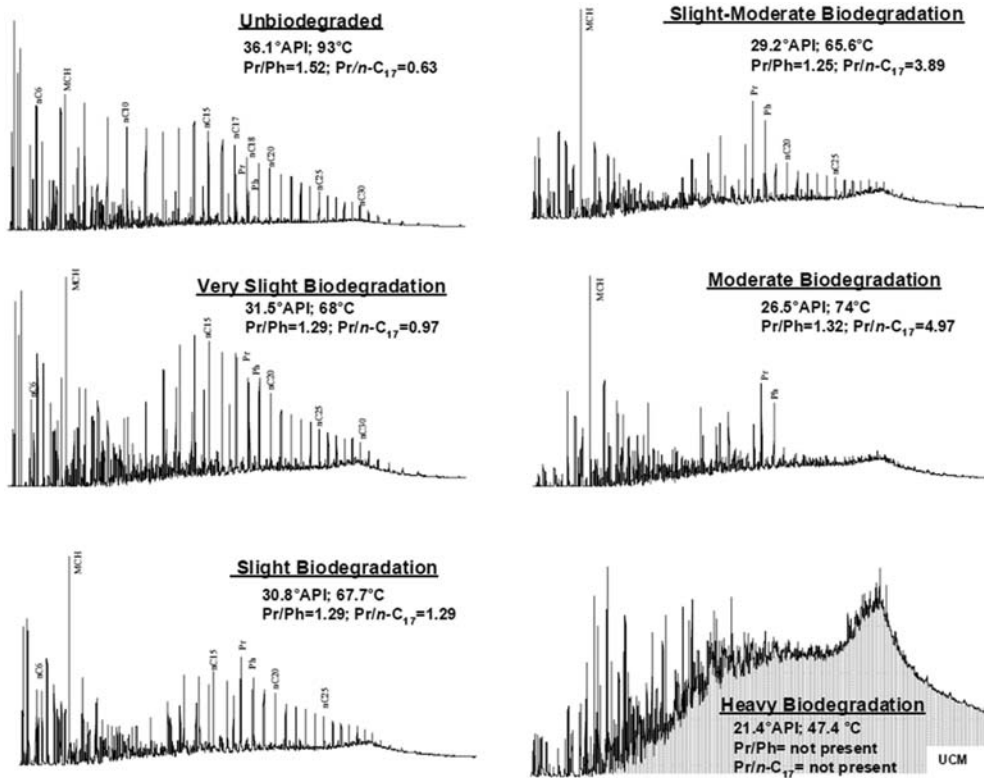 Unbiodegraded
36.1°API; 93°C
Pr/Ph=1.52; Pr/n-C17=0.63
nC6
MCH
nC10
nC15
nC17
Pr
nC18
Ph
nC20
nC25
nC30
Very Slight Biodegradation
31.5°API; 68°C
Pr/Ph=1.29; Pr/n-C17=0.97
nC6
MCH
nC15
Pr
Ph
nC20
nC25
nC30
Slight Biodegradation
30.8°API; 67.7°C
Pr/Ph=1.29; Pr/n-C17=1.29
nC6
MCH
nC15
Pr
Ph
nC20
nC25
Slight-Moderate Biodegradation
29.2°API; 65.6°C
Pr/Ph=1.25; Pr/n-C17=3.89
MCH
Pr
Ph
nC20
nC25
Moderate Biodegradation
26.5°API; 74°C
Pr/Ph=1.32; Pr/n-C17=4.97
MCH
Pr
Ph
Heavy Biodegradation
21.4°API; 47.4 °C
Pr/Ph= not present
Pr/n-C17= not present
UCM